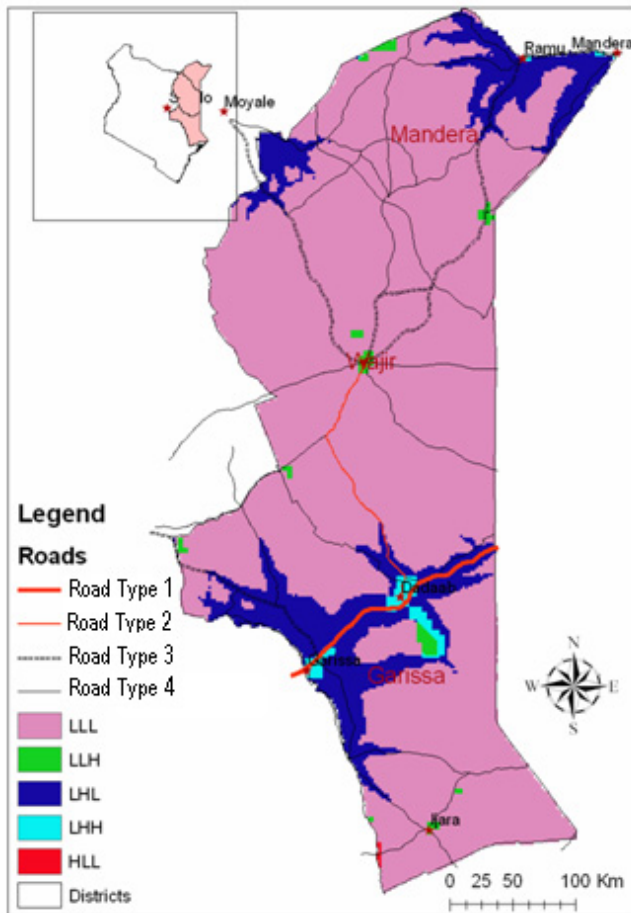 Ramu Mandera
Moyale
Mandera
Wajir
Legend
Roads
Road Type 1
Road Type 2
Road Type 3
Road Type 4
LLL
LLH
LHL
LHH
HLL
Districts
Dadaab
Garissa
Garissa
Ijara
N
W E
S
0 25 50 100 Km